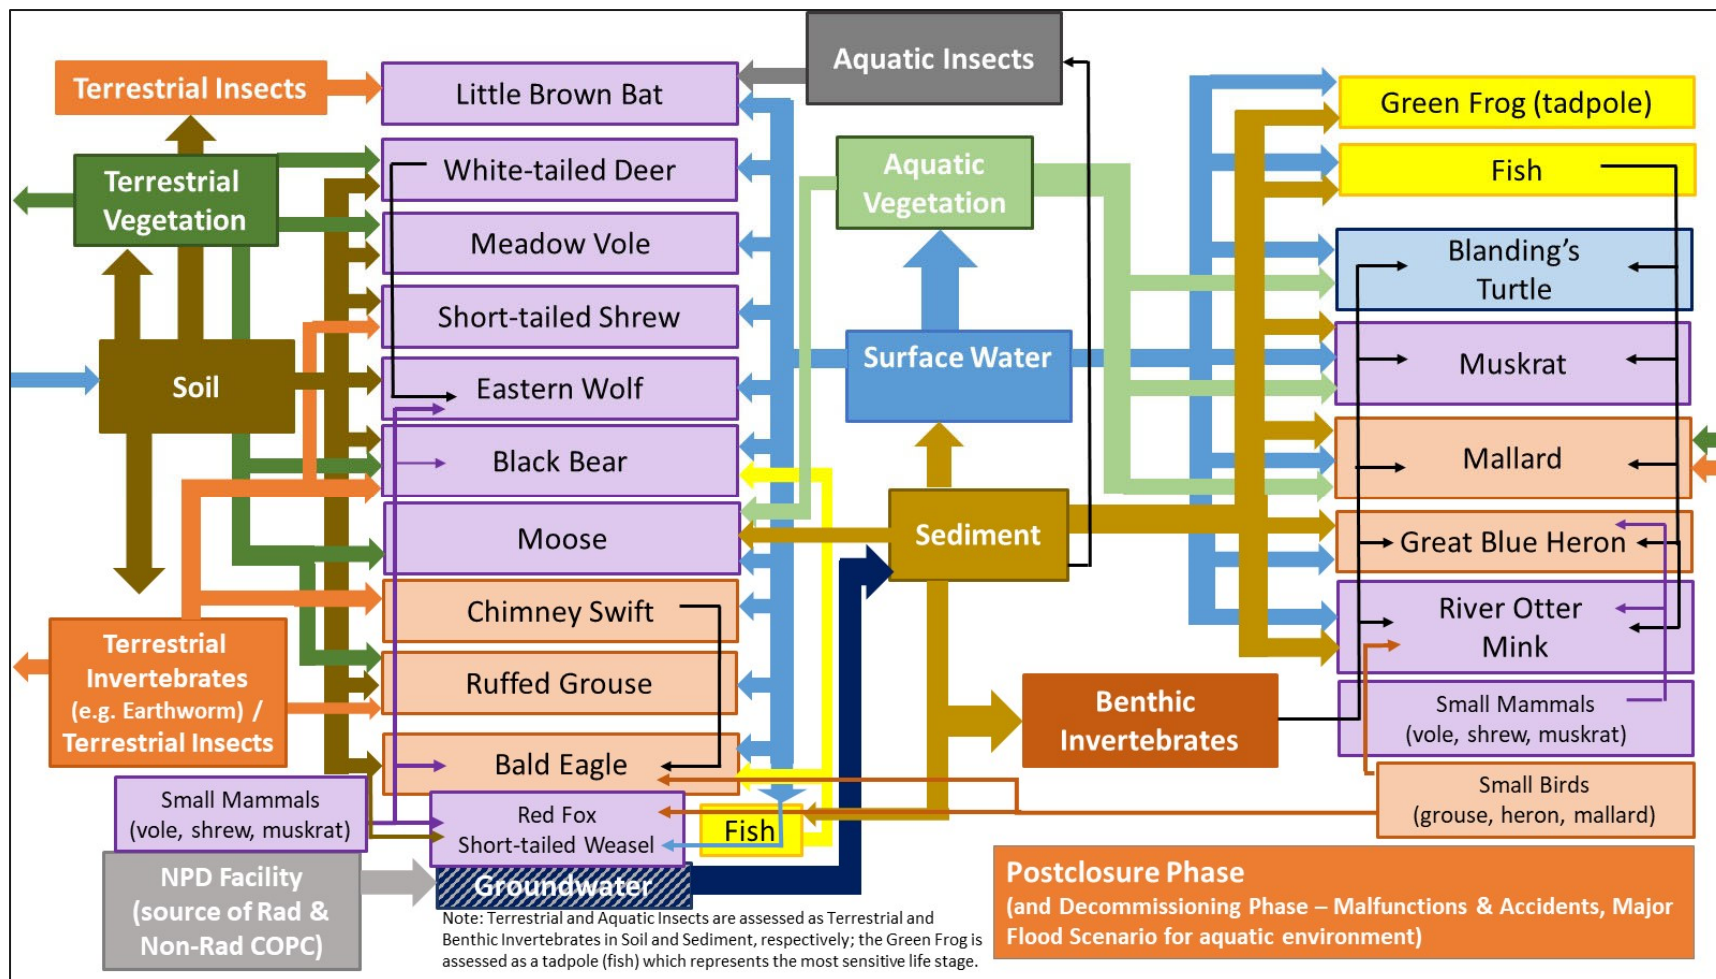 Aquatic Insects
Terrestrial Insects
Little Brown Bat
Green Frog (tadpole)
Terrestrial
Vegetation
White-tailed Deer
Aquatic
Vegetation
Fish
Meadow Vole
Blanding’s
Turtle
Short-tailed Shrew
Soil
Eastern Wolf
Surface Water
Muskrat
Black Bear
Mallard
Moose
Sediment
Great Blue Heron
Chimney Swift
River Otter
Mink
Terrestrial
Invertebrates
(e.g. Earthworm) /
Terrestrial Insects
Ruffed Grouse
Benthic
Invertebrates
Small Mammals
(vole, shrew, muskrat)
Bald Eagle
Small Mammals
(vole, shrew, muskrat)
Red Fox
Short-tailed Weasel
Fish
Small Birds
(grouse, heron, mallard)
NPD Facility
(source of Rad &
Non-Rad COPC)
Groundwater
Note: Terrestrial and Aquatic Insects are assessed as Terrestrial and
Benthic Invertebrates in Soil and Sediment, respectively; the Green Frog is
assessed as a tadpole (fish) which represents the most sensitive life stage.
Postclosure Phase
(and Decommissioning Phase – Malfunctions & Accidents, Major
Flood Scenario for aquatic environment)